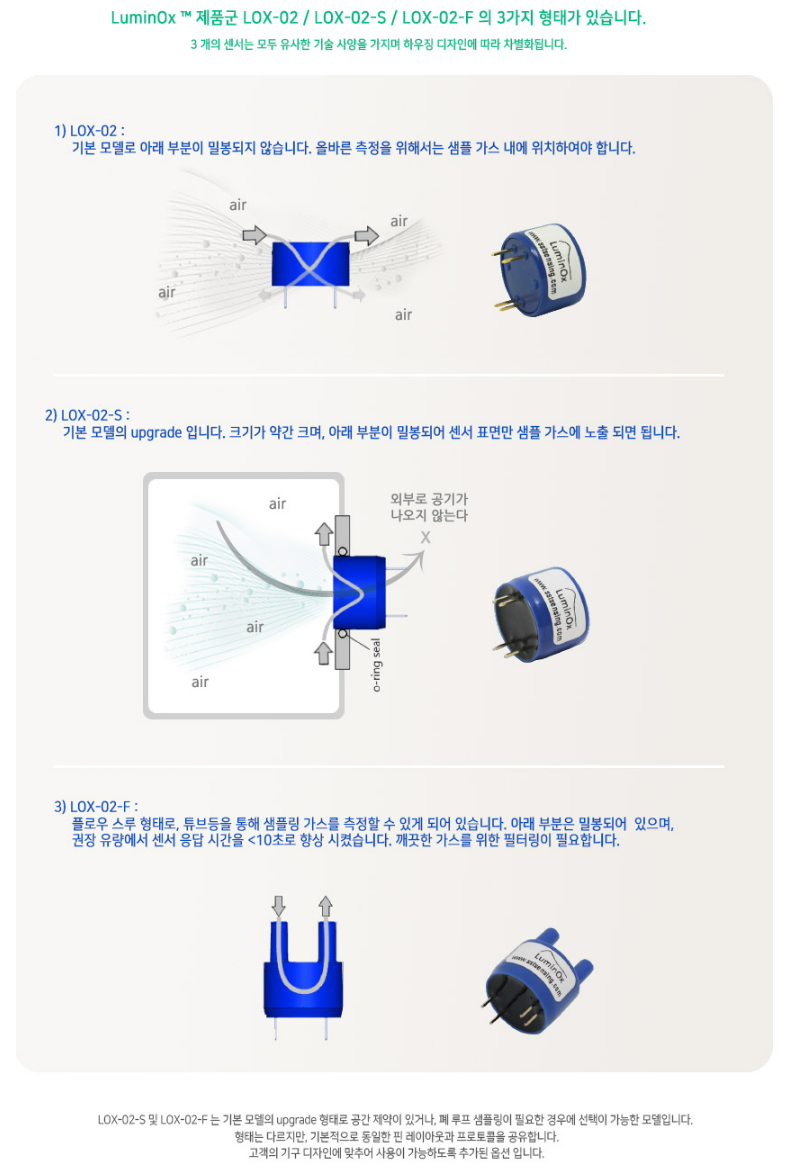 LuminOx ™ 제품군 LOX-02 / LOX-02-S / LOX-02-F 의 3가지 형태가 있습니다.
3 개의 센서는 모두 유사한 기술 사양을 가지며 하우징 디자인에 따라 차별화됩니다.
1) LOX-02 :
기본 모델로 아래 부분이 밀봉되지 않습니다. 올바른 측정을 위해서는 샘플 가스 내에 위치하여야 합니다.
air
air
air
air
LuminOx
www.sstsensing.com
2) LOX-02-S :
기본 모델의 upgrade 입니다. 크기가 약간 크며, 아래 부분이 밀봉되어 센서 표면만 샘플 가스에 노출 되면 됩니다.
air
외부로 공기가
나오지 않는다
X
air
air
air
o-ring seal
LuminOx
www.sstsensing.com
3) LOX-02-F :
플로우 스루 형태로, 튜브등을 통해 샘플링 가스를 측정할 수 있게 되어 있습니다. 아래 부분은 밀봉되어 있으며,
권장 유량에서 센서 응답 시간을 <10초로 향상 시켰습니다. 깨끗한 가스를 위한 필터링이 필요합니다.
LuminOx
www.sstsensing.com
LOX-02-S 및 LOX-02-F 는 기본 모델의 upgrade 형태로 공간 제약이 있거나, 폐 루프 샘플링이 필요한 경우에 선택이 가능한 모델입니다.
형태는 다르지만, 기본적으로 동일한 핀 레이아웃과 프로토콜을 공유합니다.
고객의 기구 디자인에 맞추어 사용이 가능하도록 추가된 옵션 입니다.